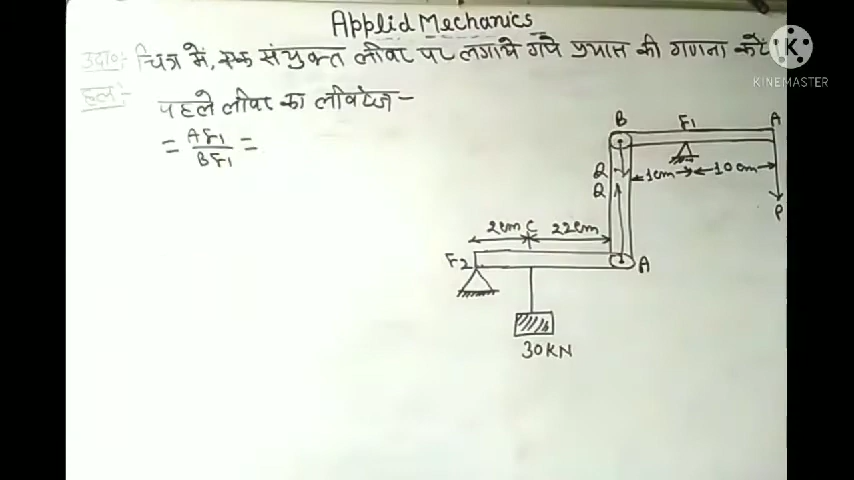 Applid Mechanics
उदा०:- चित्र में, एक संयुक्त लीवर पर लगाये गये प्रयास की गणना करें
K
KINEMASTER
हल:-
पहले लीवर का लीवरेज -
= AF1/BF1 =
B F1 A
Q
Q
1cm 10cm
P
2cm C 22cm
F2
A
30KN